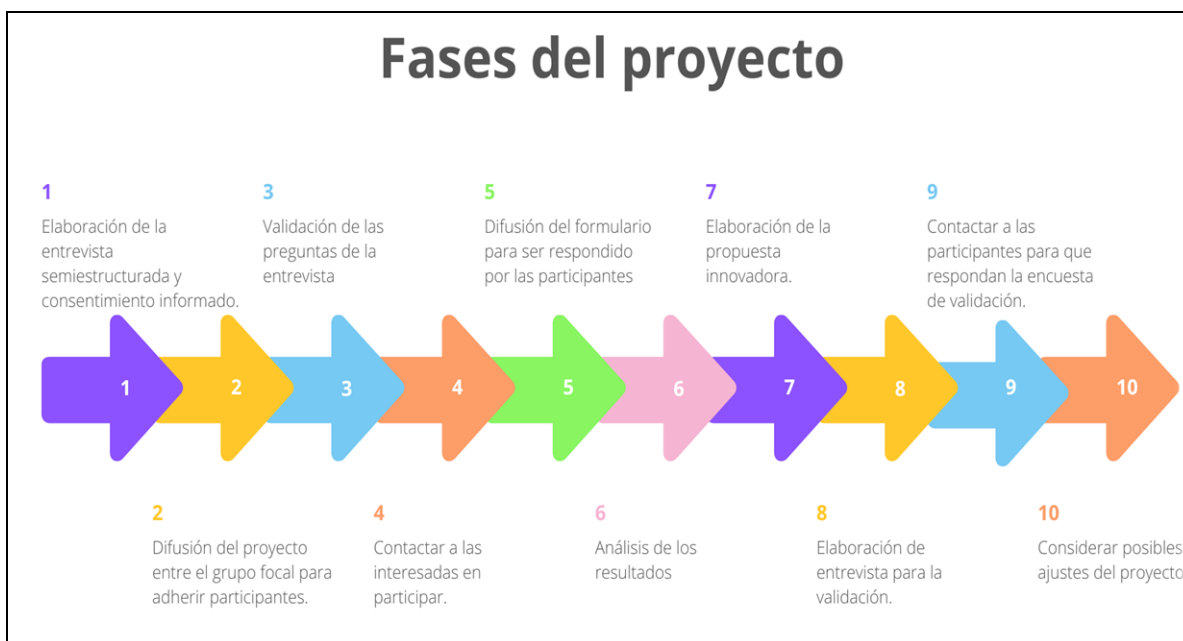 Fases del proyecto
1
Elaboración de la
entrevista
semiestructurada y
consentimiento informado.
3
Validación de las
preguntas de la
entrevista
5
Difusión del formulario
para ser respondido
por las participantes
7
Elaboración de la
propuesta
innovadora.
9
Contactar a las
participantes para que
respondan la encuesta
de validación.
1
2
3
4
5
6
7
8
9
10
2
Difusión del proyecto
entre el grupo focal para
adherir participantes.
4
Contactar a las
interesadas en
participar.
6
Análisis de los
resultados
8
Elaboración de
entrevista para la
validación.
10
Considerar posibles
ajustes del proyecto